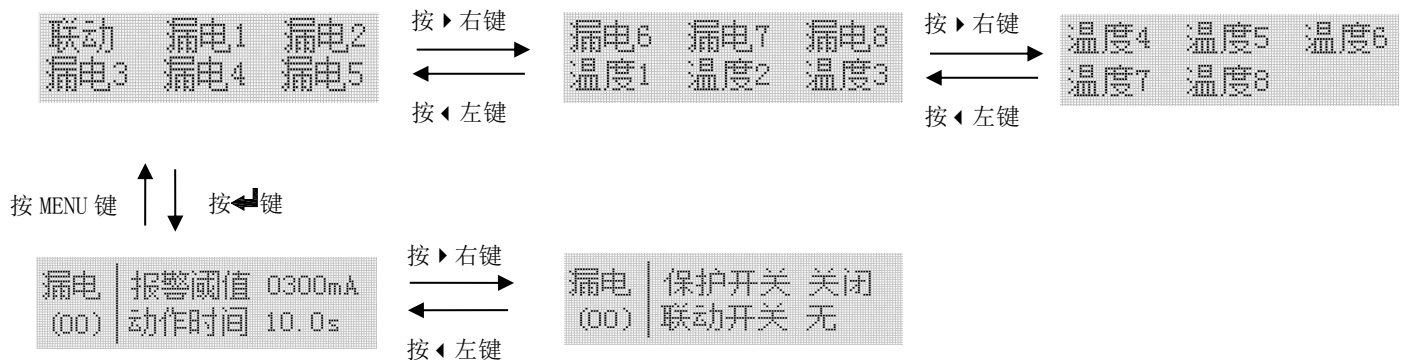 联动 漏电1 漏电2
漏电3 漏电4 漏电5
按 右键
按 左键
漏电6 漏电7 漏电8
温度1 温度2 温度3
按 右键
按 左键
温度4 温度5 温度6
温度7 温度8
按 MENU 键
按 键
漏电 报警阈值 0300mA
(00) 动作时间 10.0s
按 右键
按 左键
漏电 保护开关 关闭
(00) 联动开关 无